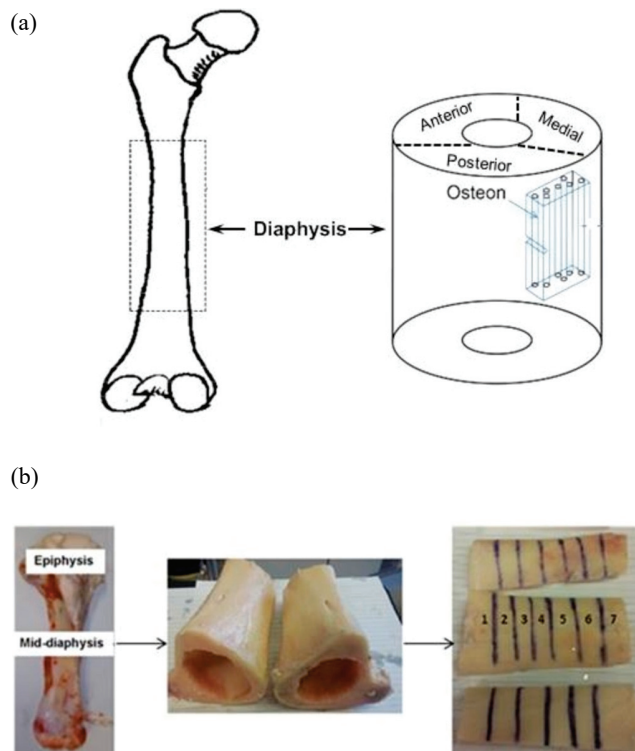 (a)
Anterior
Medial
Posterior
Osteon
Diaphysis
(b)
Epiphysis
Mid-diaphysis
1 2 3 4 5 6 7